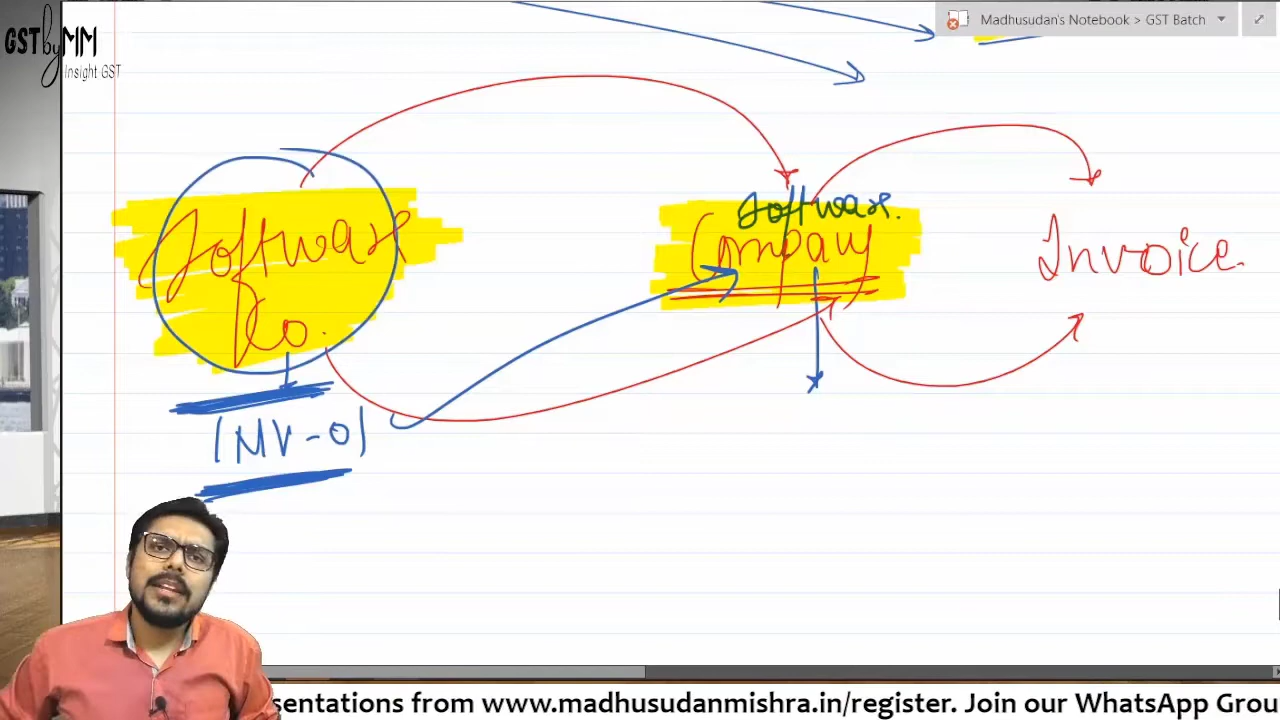 GST by MM
Insight GST
Madhusudan's Notebook > GST Batch
Software
Co.
Software.
Company
Invoice.
INV-01
sentations from www.madhusudanmishra.in/register. Join our WhatsApp Grou